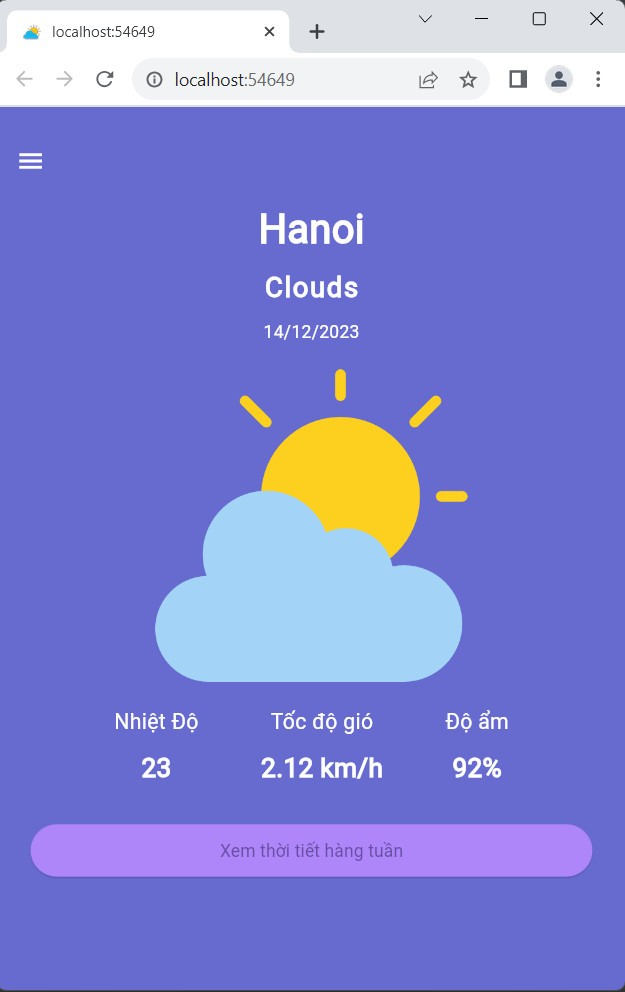 localhost:54649
localhost:54649
Hanoi
Clouds
14/12/2023
Nhiệt Độ Tốc độ gió Độ ẩm
23 2.12 km/h 92%
Xem thời tiết hàng tuần